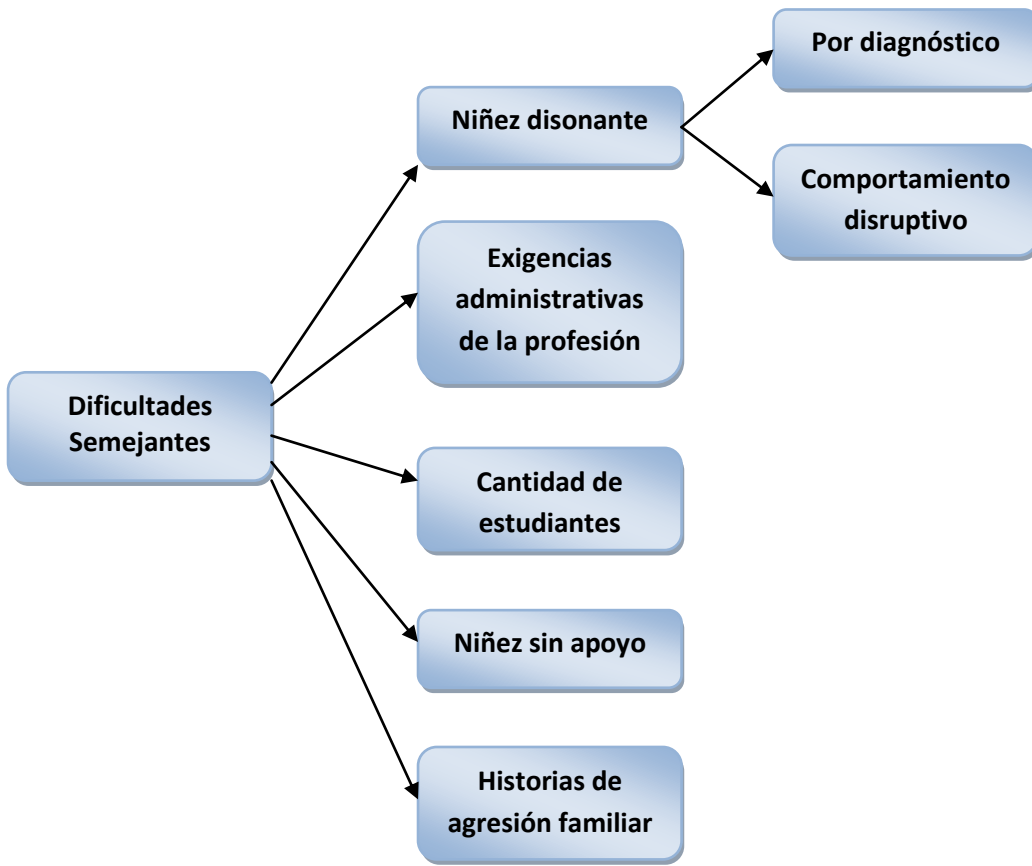 Por diagnóstico
Niñez disonante
Comportamiento
disruptivo
Exigencias
administrativas
de la profesión
Dificultades
Semejantes
Cantidad de
estudiantes
Niñez sin apoyo
Historias de
agresión familiar